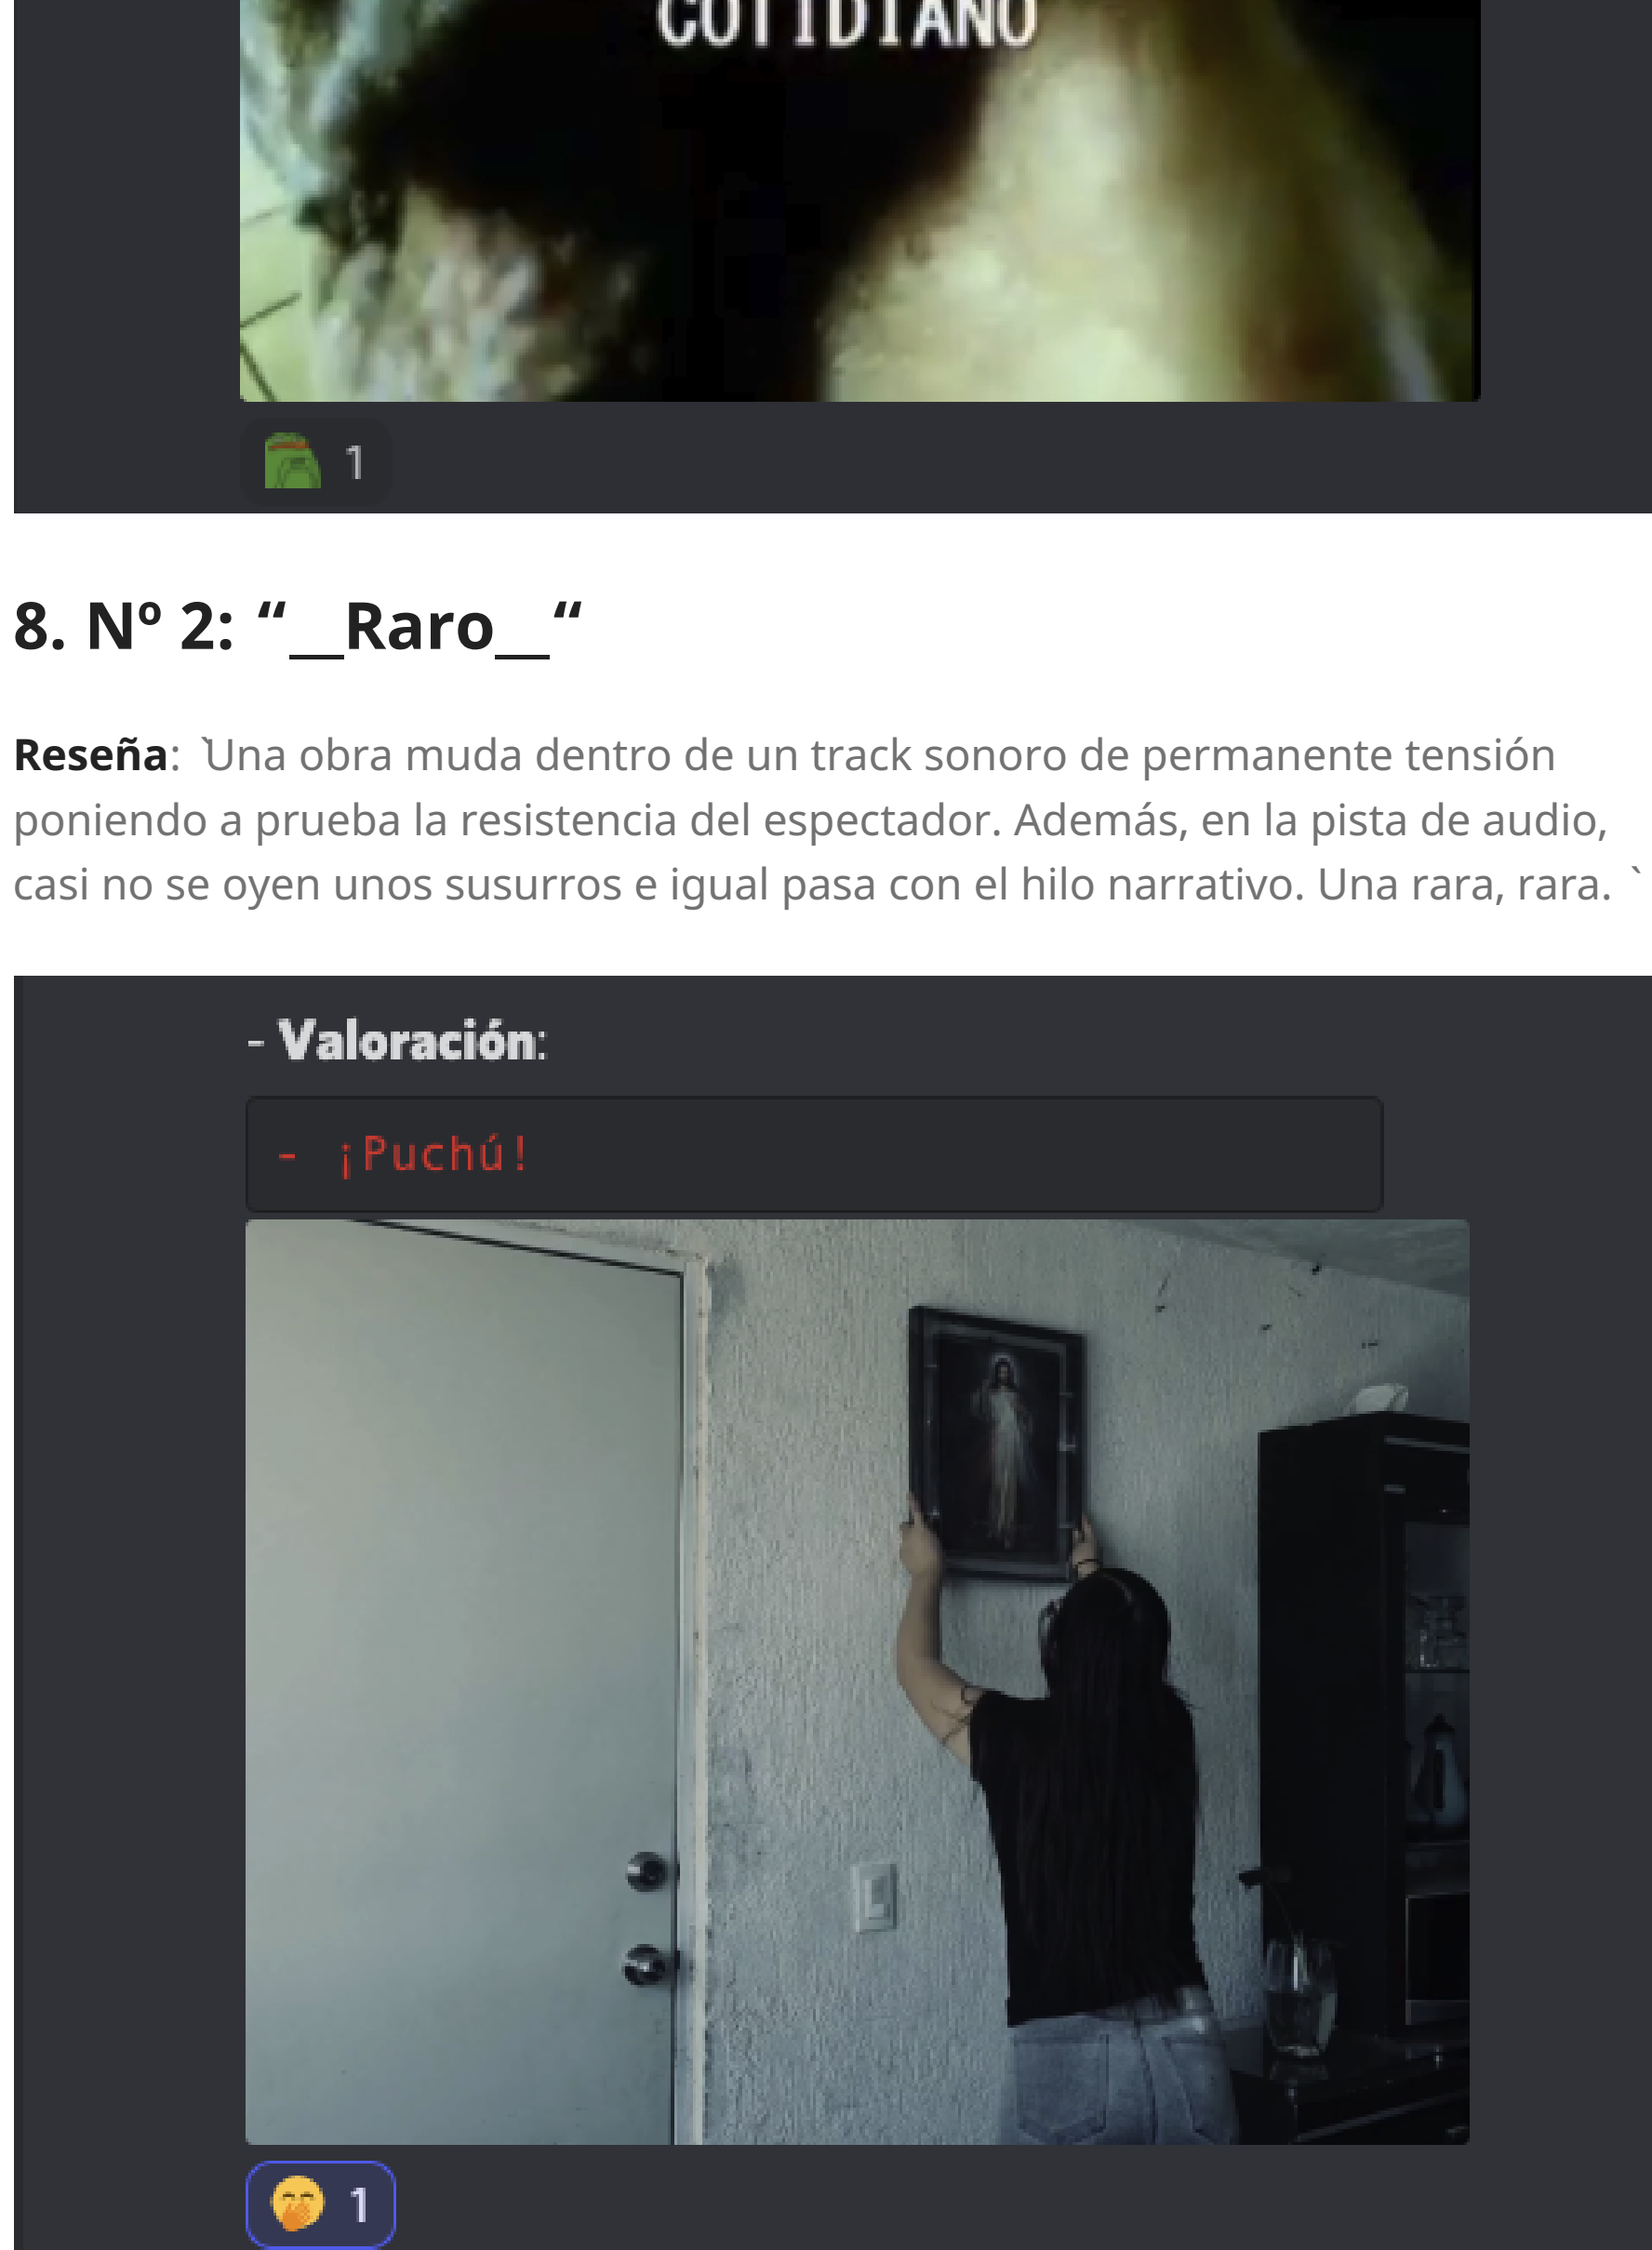 COTIDIANO
1
8. Nº 2: “__Raro__“
Reseña: `Una obra muda dentro de un track sonoro de permanente tensión
poniendo a prueba la resistencia del espectador. Además, en la pista de audio,
casi no se oyen unos susurros e igual pasa con el hilo narrativo. Una rara, rara. `
- Valoración:
- ¡Puchú!
1